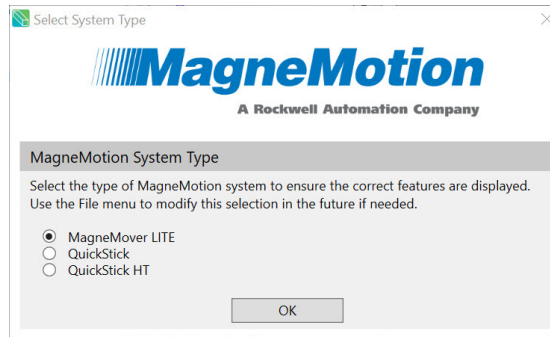 Select System Type
MagneMotion
A Rockwell Automation Company
MagneMotion System Type
Select the type of MagneMotion system to ensure the correct features are displayed.
Use the File menu to modify this selection in the future if needed.
MagneMover LITE
QuickStick
QuickStick HT
OK